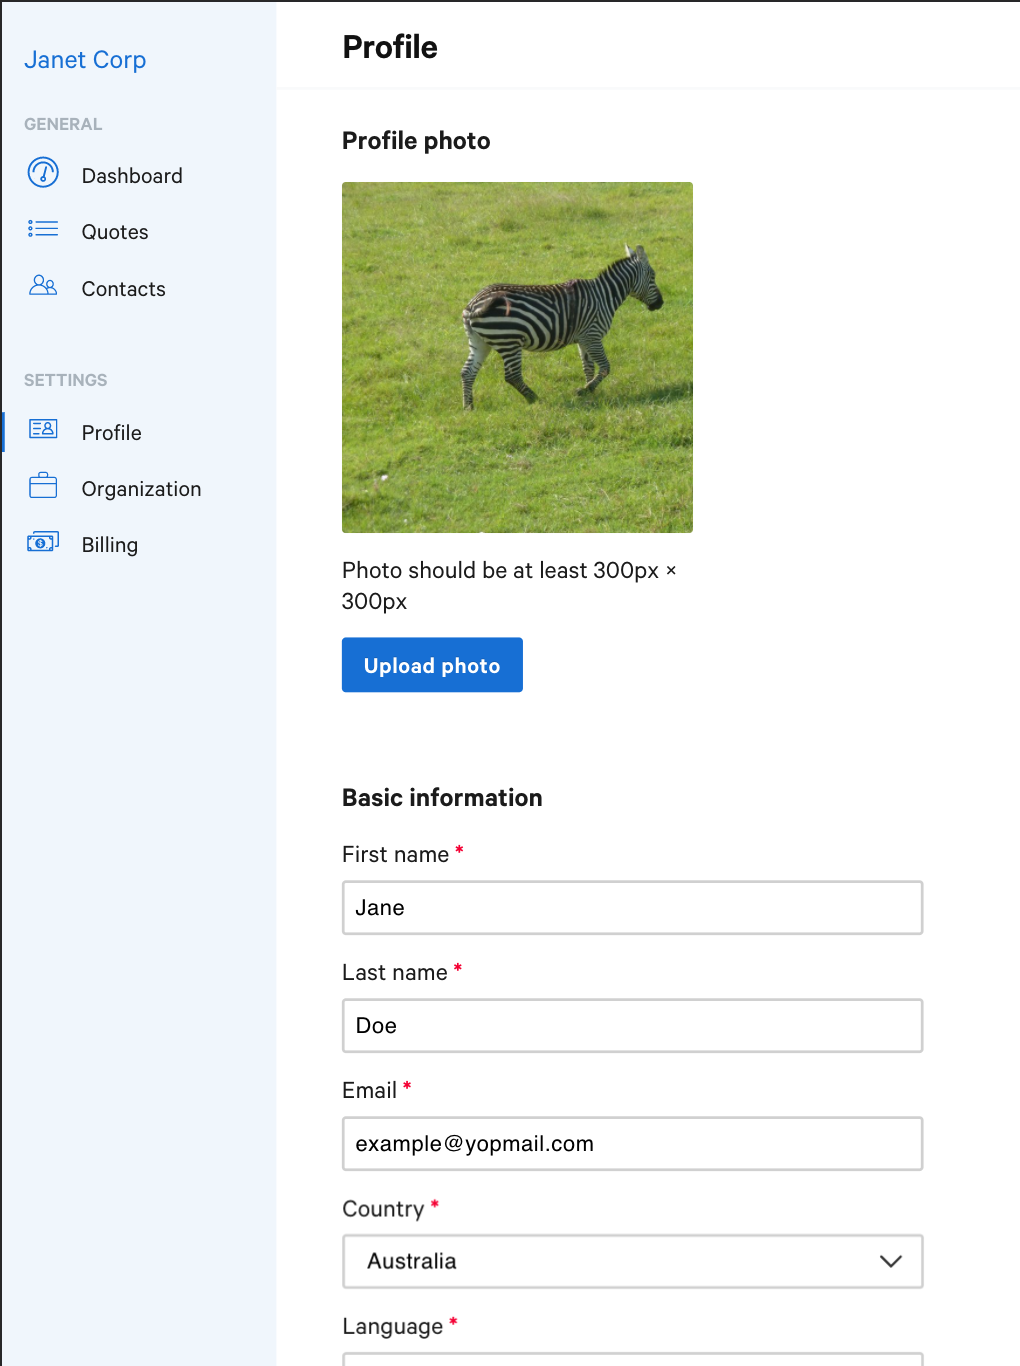 Janet Corp
GENERAL
Dashboard
Quotes
Contacts
SETTINGS
Profile
Organization
Billing
Profile
Profile photo
Photo should be at least 300px ×
300px
Upload photo
Basic information
First name *
Jane
Last name *
Doe
Email *
example@yopmail.com
Country *
Australia
Language *